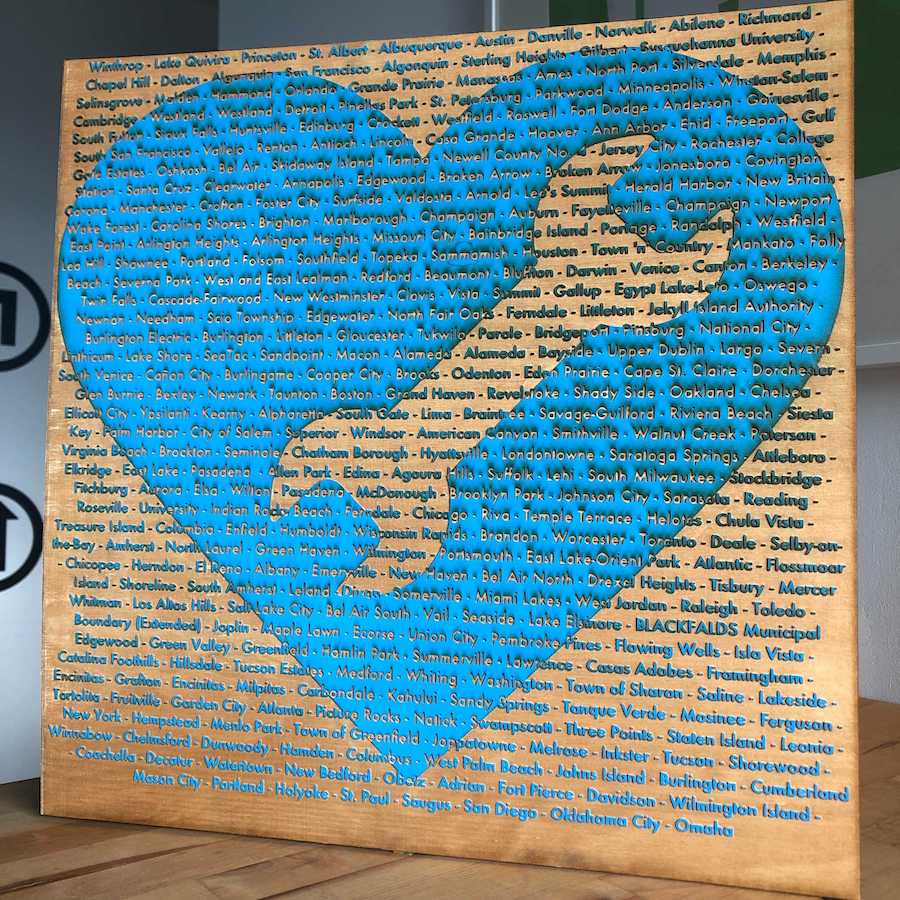 Winthrop - Lake Quivira - Princeton - St. Albert - Albuquerque - Austin - Danville - Norwalk - Abilene - Richmond -
Chapel Hill - Dalton - Algonquin - San Francisco - Algonquin - Sterling Heights - Gilbert - Susquehanna University -
Selinsgrove - Malden - Hammond - Orlando - Grande Prairie - Manassas - Ames - North Port - Silverdale - Memphis -
Cambridge - Westland - Westland - Detroit - Pinellas Park - St. Petersburg - Parkwood - Minneapolis - Winston-Salem -
South Fulton - Sioux Falls - Huntsville - Edinburg - Crockett - Westfield - Roswell - Fort Dodge - Anderson - Gainesville -
South San Francisco - Vallejo - Renton - Antioch - Lincoln - Casa Grande - Hoover - Ann Arbor - Enid - Freeport - Gulf
Gate Estates - Oshkosh - Bel Air - Skidaway Island - Tampa - Newell County No. - Jersey City - Rochester - College
Station - Santa Cruz - Clearwater - Annapolis - Edgewood - Broken Arrow - Broken Arrow - Jonesboro - Covington -
Corona - Manchester - Crofton - Foster City - Surfside - Valdosta - Arnold - Lee's Summit - Herald Harbor - New Britain -
Wake Forest - Carolina Shores - Brighton - Marlborough - Champaign - Auburn - Fayetteville - Champaign - Newport -
East Point - Arlington Heights - Arlington Heights - Missouri City - Bainbridge Island - Portage - Randolph - Westfield -
Lea Hill - Shawnee - Portland - Folsom - Southfield - Topeka - Sammamish - Houston - Town 'n' Country - Mankato - Folly
Beach - Severna Park - West and East Lealman - Redford - Beaumont - Bluffton - Darwin - Venice - Canton - Berkeley -
Twin Falls - Cascade-Fairwood - New Westminster - Clovis - Vista - Summit - Gallup - Egypt Lake-Leto - Oswego -
Newnan - Needham - Scio Township - Edgewater - North Fair Oaks - Ferndale - Littleton - Jekyll Island Authority
Burlington Electric - Burlington - Littleton - Gloucester - Tukwila - Parole - Bridgeport - Pinsburg - National City -
Linthicum - Lake Shore - SeaTac - Sandpoint - Macon - Alameda - Alameda - Bayside - Upper Dublin - Largo - Severn -
South Venice - Cañon City - Burlingame - Cooper City - Brooks - Odenton - Eden Prairie - Cape St. Claire - Dorchester -
Glen Burnie - Bexley - Newark - Taunton - Boston - Grand Haven - Revelstoke - Shady Side - Oakland - Chelsea -
Ellicott City - Ypsilanti - Kearny - Alpharetta - South Gate - Lima - Braintree - Savage-Guilford - Riviera Beach - Siesta
Key - Palm Harbor - City of Salem - Superior - Windsor - American Canyon - Smithville - Walnut Creek - Paterson -
Virginia Beach - Brockton - Seminole - Chatham Borough - Hyattsville - Londontowne - Saratoga Springs - Attleboro -
Elkridge - East Lake - Pasadena - Allen Park - Edina - Agoura Hills - Suffolk - Lehi - South Milwaukee - Stockbridge -
Fitchburg - Aurora - Elsa - Wilton - Pasadena - McDonough - Brooklyn Park - Johnson City - Sarasota - Reading -
Roseville - University - Indian Rocks Beach - Ferndale - Chicago - Riva - Temple Terrace - Helotes - Chula Vista -
Treasure Island - Columbia - Enfield - Humboldt - Wisconsin Rapids - Brandon - Worcester - Toronto - Deale - Selby-on-
the-Bay - Amherst - North Laurel - Green Haven - Wilmington - Portsmouth - East Lake-Orient Park - Atlantic - Flossmoor
- Chicopee - Herndon - El Reno - Albany - Emeryville - New Haven - Bel Air North - Drexel Heights - Tisbury - Mercer
Island - Shoreline - South Amherst - Leland - Dixon - Somerville - Miami Lakes - West Jordan - Raleigh - Toledo -
Whitman - Los Altos Hills - Salt Lake City - Bel Air South - Vail - Seaside - Lake Elsinore - BLACKFALDS Municipal
Boundary (Extended) - Joplin - Maple Lawn - Ecorse - Union City - Pembroke Pines - Flowing Wells - Isla Vista -
Edgewood - Green Valley - Greenfield - Hamlin Park - Summerville - Lawrence - Casas Adobes - Framingham -
Catalina Foothills - Hillsdale - Tucson Estates - Medford - Whiting - Washington - Town of Sharon - Saline - Lakeside -
Encinitas - Grafton - Encinitas - Milpitas - Carbondale - Kahului - Sandy Springs - Tanque Verde - Mosinee - Ferguson -
Tortolita - Fruitville - Garden City - Atlanta - Picture Rocks - Natick - Swampscott - Three Points - Staten Island - Leonia -
New York - Hempstead - Menlo Park - Town of Greenfield - Joppatowne - Melrose - Inkster - Tucson - Shorewood -
Winnabow - Chelmsford - Dunwoody - Hamden - Columbus - West Palm Beach - Johns Island - Burlington - Cumberland
- Coachella - Decatur - Watertown - New Bedford - Obetz - Adrian - Fort Pierce - Davidson - Wilmington Island -
Mason City - Portland - Holyoke - St. Paul - Saugus - San Diego - Oklahoma City - Omaha